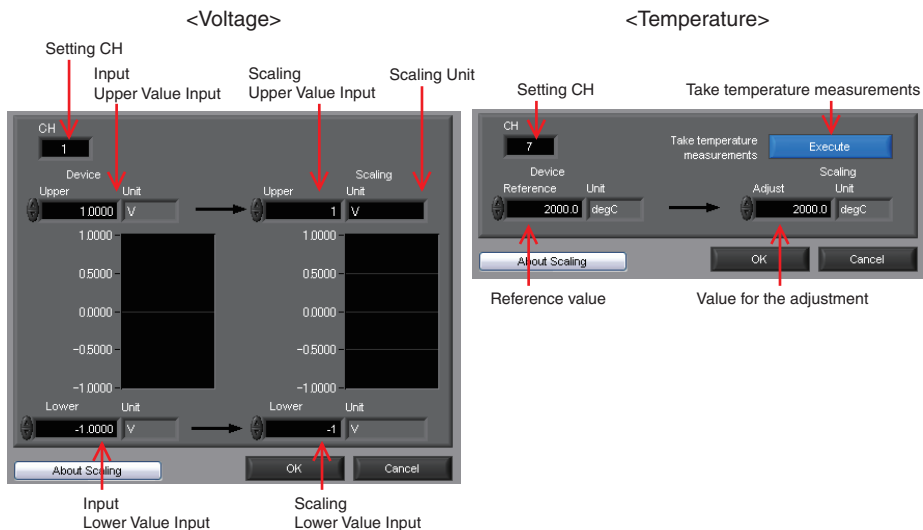 <Voltage>
Setting CH
Input
Upper Value Input
Scaling
Upper Value Input
Scaling Unit
CH
1
Device
Scaling
Upper
Unit
Upper
Unit
1.0000
V
1
V
1.0000
0.5000
0.0000
-0.5000
-1.0000
1.0000
0.5000
0.0000
-0.5000
-1.0000
Lower
Unit
Lower
Unit
-1.0000
V
-1
V
About Scaling
OK
Cancel
Input
Lower Value Input
Scaling
Lower Value Input
<Temperature>
Setting CH
Take temperature measurements
CH
7
Take temperature
measurements
Execute
Device
Scaling
Reference
Unit
Adjust
Unit
2000.0
degC
2000.0
degC
About Scaling
OK
Cancel
Reference value
Value for the adjustment